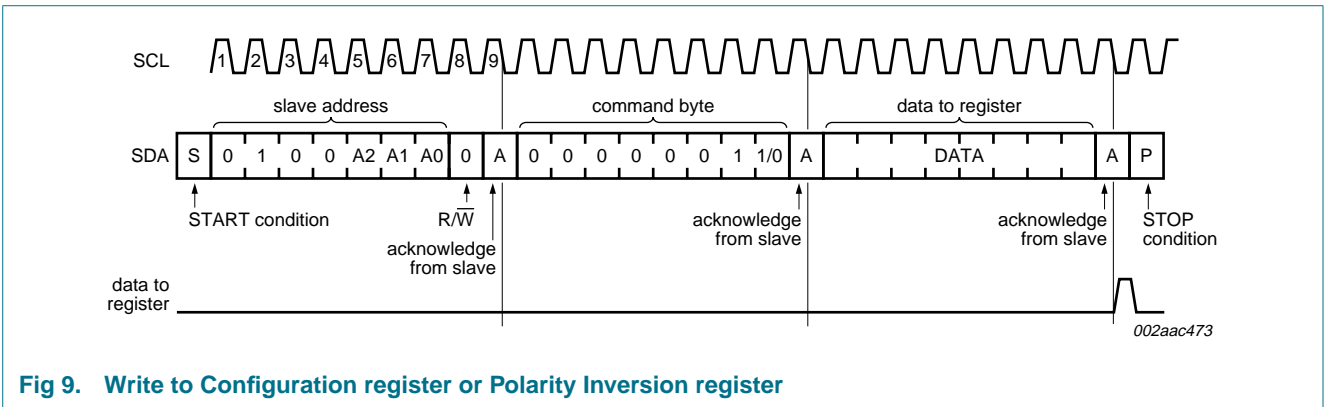 SCL 1 2 3 4 5 6 7 8 9
slave address command byte data to register
SDA S 0 1 0 0 A2 A1 A0 0 A 0 0 0 0 0 0 1 1/0 A DATA A P
START condition R/W̅ acknowledge from slave acknowledge from slave acknowledge from slave STOP condition
data to
register
002aac473
Fig 9. Write to Configuration register or Polarity Inversion register